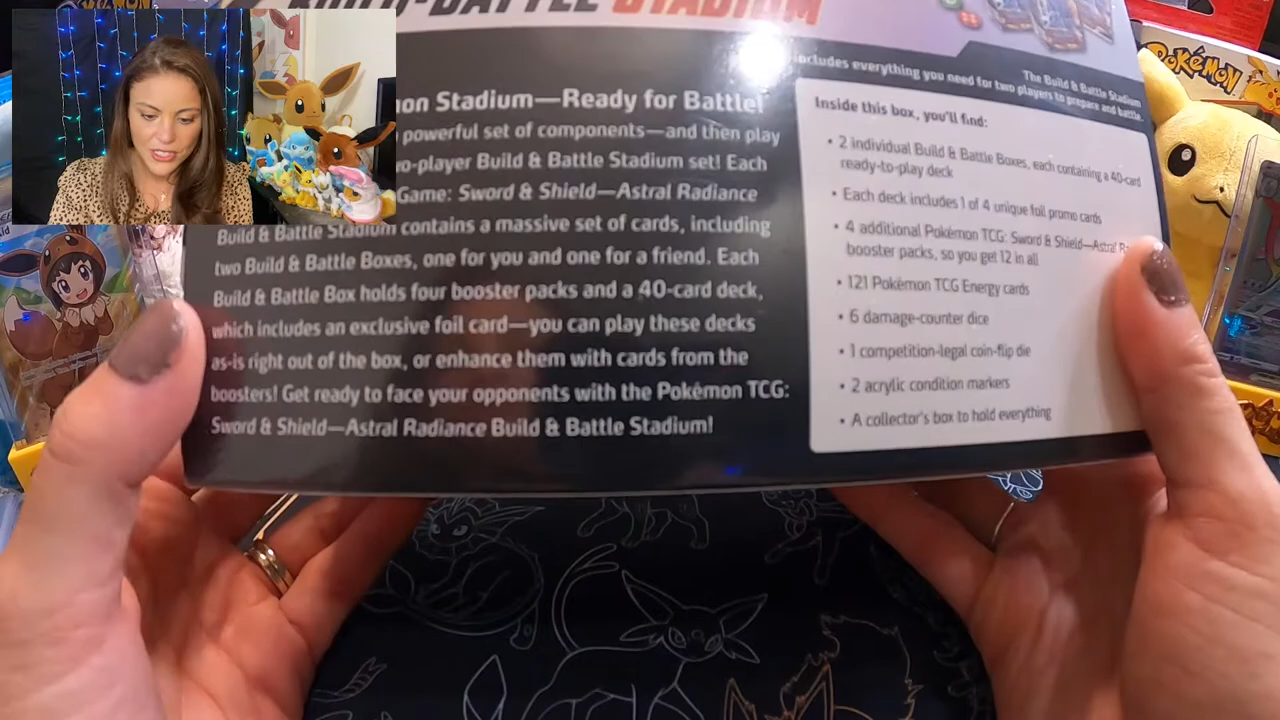 BUILD & BATTLE STADIUM
on Stadium—Ready for Battle!
powerful set of components—and then play
o-player Build & Battle Stadium set! Each
Game: Sword & Shield—Astral Radiance
Build & Battle Stadium contains a massive set of cards, including
two Build & Battle Boxes, one for you and one for a friend. Each
Build & Battle Box holds four booster packs and a 40-card deck,
which includes an exclusive foil card—you can play these decks
as-is right out of the box, or enhance them with cards from the
boosters! Get ready to face your opponents with the Pokémon TCG:
Sword & Shield—Astral Radiance Build & Battle Stadium!
The Build & Battle Stadium
includes everything you need for two players to prepare and battle.
Inside this box, you'll find:
• 2 individual Build & Battle Boxes, each containing a 40-card
ready-to-play deck
• Each deck includes 1 of 4 unique foil promo cards
• 4 additional Pokémon TCG: Sword & Shield—Astral R
booster packs, so you get 12 in all
• 121 Pokémon TCG Energy cards
• 6 damage-counter dice
• 1 competition-legal coin-flip die
• 2 acrylic condition markers
• A collector's box to hold everything
POKéMON